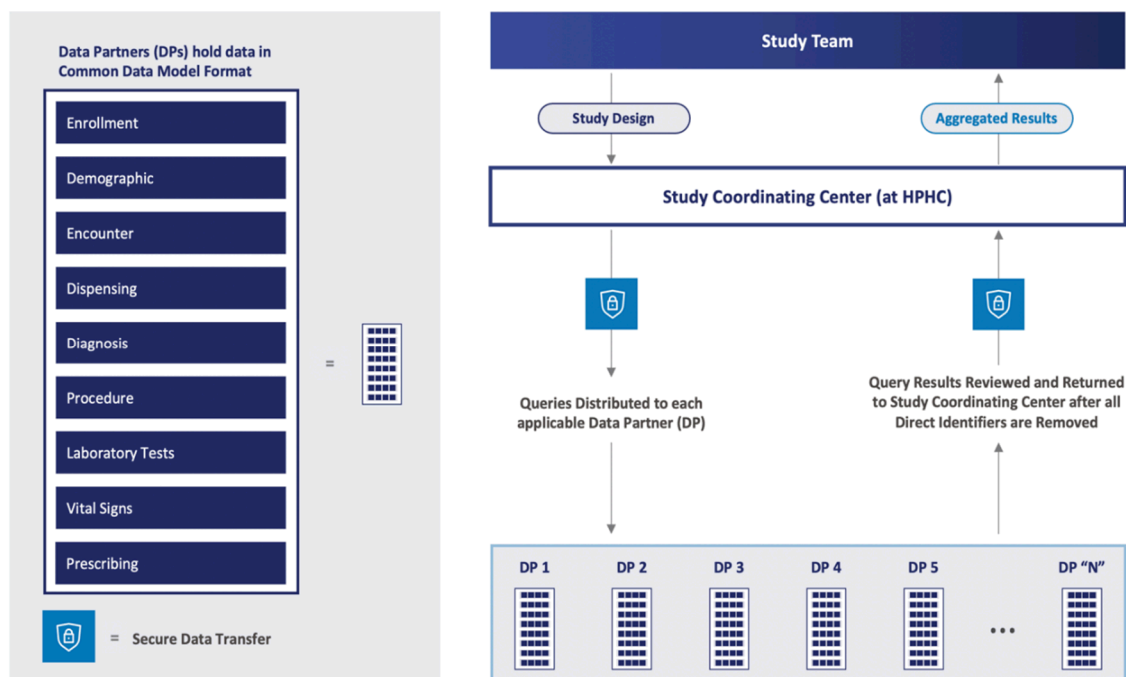 Data Partners (DPs) hold data in
Common Data Model Format
Enrollment
Demographic
Encounter
Dispensing
Diagnosis
Procedure
Laboratory Tests
Vital Signs
Prescribing
=
= Secure Data Transfer
Study Team
Study Design
Aggregated Results
Study Coordinating Center (at HPHC)
Queries Distributed to each
applicable Data Partner (DP)
Query Results Reviewed and Returned
to Study Coordinating Center after all
Direct Identifiers are Removed
DP 1 DP 2 DP 3 DP 4 DP 5 DP “N”
...